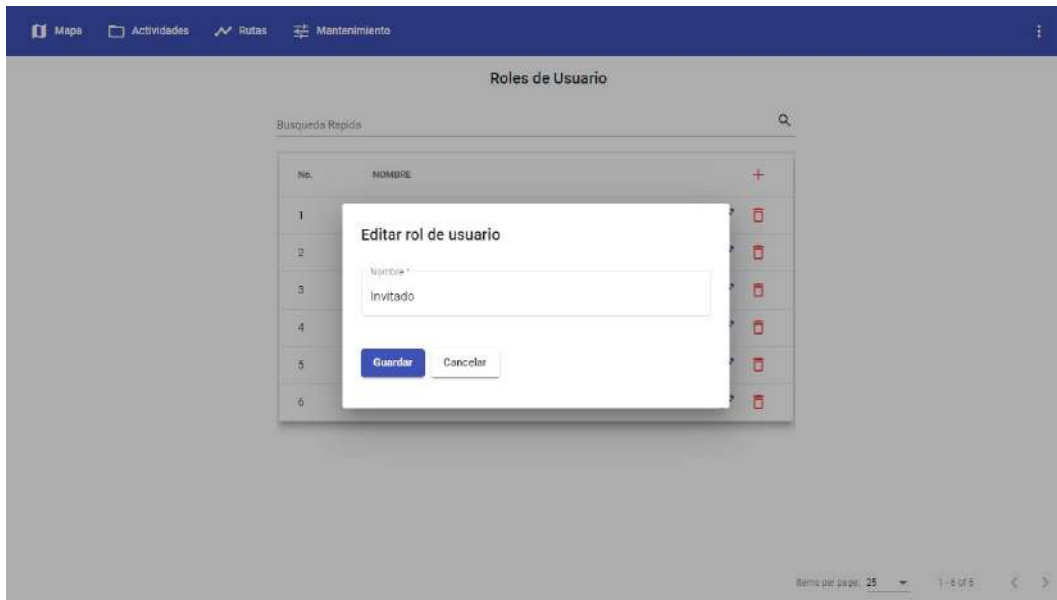 Mapa Actividades Rutas Mantenimiento
Roles de Usuario
Busqueda Rapida
No. NOMBRE
1
2
3
4
5
6
Editar rol de usuario
Nombre *
Invitado
Guardar Cancelar
Items per page: 25 1 - 6 of 6